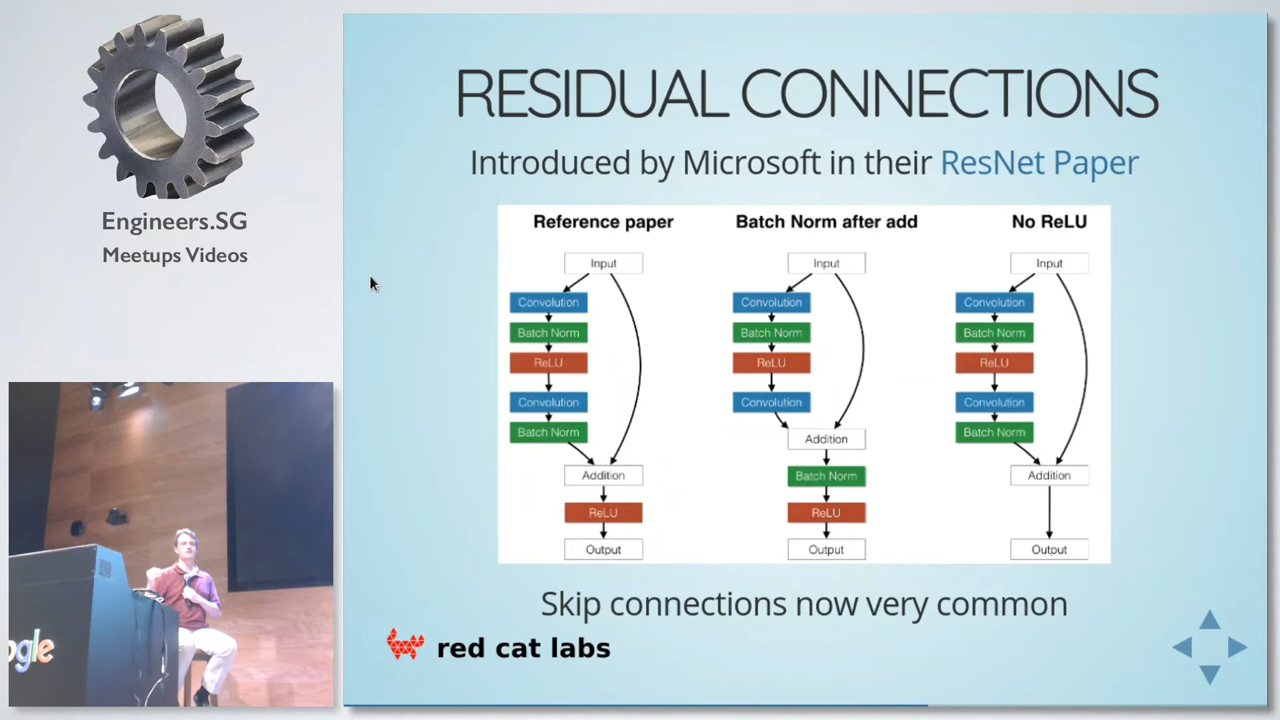 Engineers.SG
Meetups Videos
RESIDUAL CONNECTIONS
Introduced by Microsoft in their ResNet Paper
Reference paper
Input
Convolution
Batch Norm
ReLU
Convolution
Batch Norm
Addition
ReLU
Output
Batch Norm after add
Input
Convolution
Batch Norm
ReLU
Convolution
Addition
Batch Norm
ReLU
Output
No ReLU
Input
Convolution
Batch Norm
ReLU
Convolution
Batch Norm
Addition
Output
Skip connections now very common
red cat labs
ogle